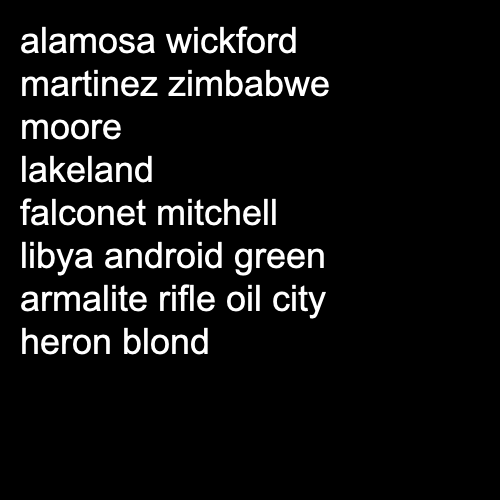 alamosa wickford
martinez zimbabwe
moore
lakeland
falconet mitchell
libya android green
armalite rifle oil city
heron blond